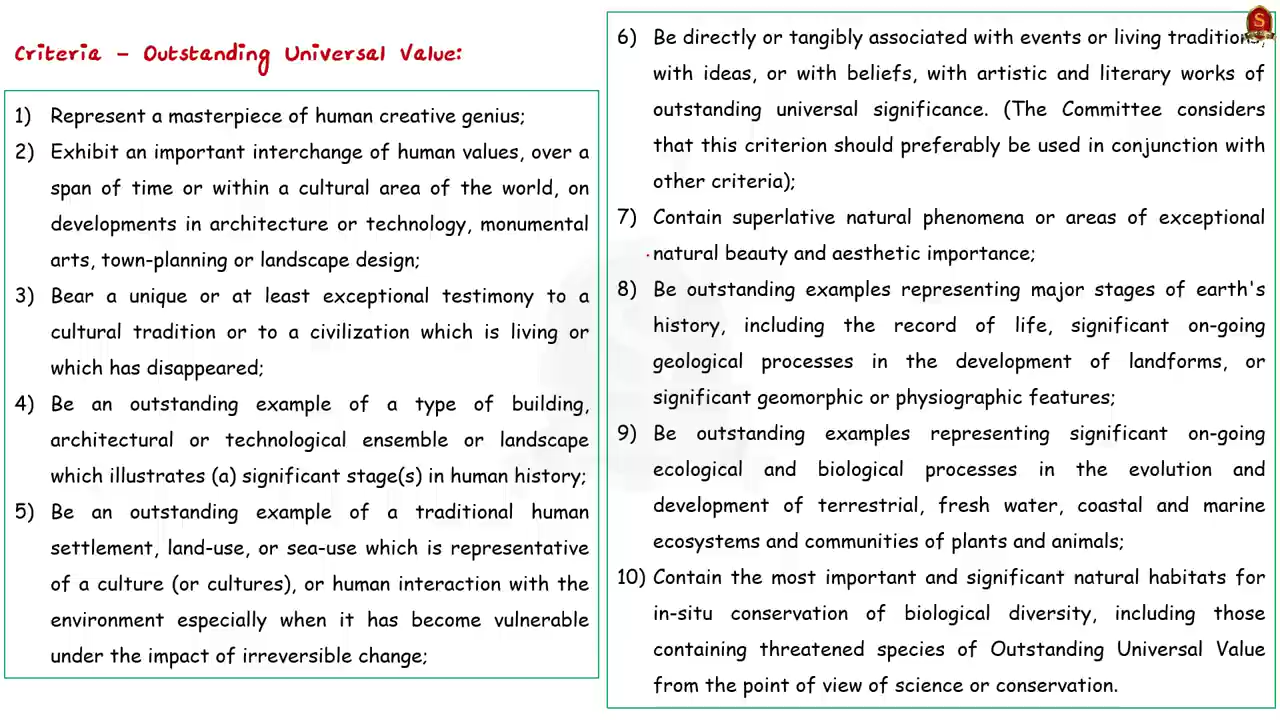 Criteria - Outstanding Universal Value:
1) Represent a masterpiece of human creative genius;
2) Exhibit an important interchange of human values, over a
span of time or within a cultural area of the world, on
developments in architecture or technology, monumental
arts, town-planning or landscape design;
3) Bear a unique or at least exceptional testimony to a
cultural tradition or to a civilization which is living or
which has disappeared;
4) Be an outstanding example of a type of building,
architectural or technological ensemble or landscape
which illustrates (a) significant stage(s) in human history;
5) Be an outstanding example of a traditional human
settlement, land-use, or sea-use which is representative
of a culture (or cultures), or human interaction with the
environment especially when it has become vulnerable
under the impact of irreversible change;
6) Be directly or tangibly associated with events or living traditions,
with ideas, or with beliefs, with artistic and literary works of
outstanding universal significance. (The Committee considers
that this criterion should preferably be used in conjunction with
other criteria);
7) Contain superlative natural phenomena or areas of exceptional
natural beauty and aesthetic importance;
8) Be outstanding examples representing major stages of earth's
history, including the record of life, significant on-going
geological processes in the development of landforms, or
significant geomorphic or physiographic features;
9) Be outstanding examples representing significant on-going
ecological and biological processes in the evolution and
development of terrestrial, fresh water, coastal and marine
ecosystems and communities of plants and animals;
10) Contain the most important and significant natural habitats for
in-situ conservation of biological diversity, including those
containing threatened species of Outstanding Universal Value
from the point of view of science or conservation.